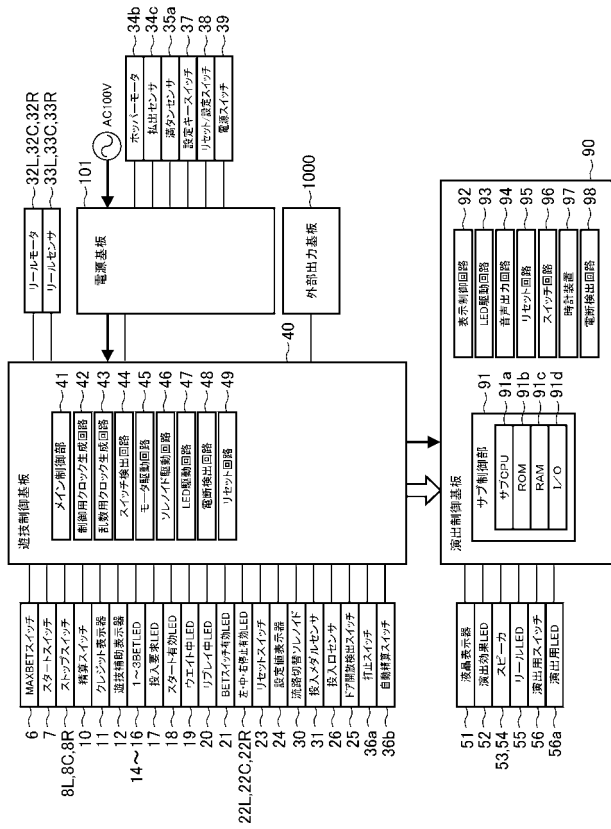 32L,32C,32R
33L,33C,33R
リールモータ
リールセンサ
AC100V
101
電源基板
34b
34c
35a
37
38
39
ホッパーモータ
払出センサ
満タンセンサ
設定キースイッチ
リセット/設定スイッチ
電源スイッチ
1000
外部出力基板
40
遊技制御基板
メイン制御部
制御用クロック生成回路
乱数用クロック生成回路
スイッチ検出回路
モータ駆動回路
ソレノイド駆動回路
LED駆動回路
電断検出回路
リセット回路
41
42
43
44
45
46
47
48
49
MAXBETスイッチ
スタートスイッチ
ストップスイッチ
精算スイッチ
クレジット表示器
遊技補助表示器
1～3BETLED
投入要求LED
スタート有効LED
ウエイト中LED
リプレイ中LED
BETスイッチ有効LED
左・中・右停止有効LED
リセットスイッチ
設定値表示器
流路切替ソレノイド
投入メダルセンサ
投入口センサ
ドア開放検出スイッチ
打止スイッチ
自動精算スイッチ
6
7
8L,8C,8R
10
11
12
14～16
17
18
19
20
21
22L,22C,22R
23
24
30
31
26
25
36a
36b
90
演出制御基板
91
サブ制御部
サブCPU
ROM
RAM
I/O
91a
91b
91c
91d
表示制御回路
LED駆動回路
音声出力回路
リセット回路
スイッチ回路
時計装置
電断検出回路
92
93
94
95
96
97
98
液晶表示器
演出効果LED
スピーカ
リールLED
演出用スイッチ
演出用LED
51
52
53,54
55
56
56a